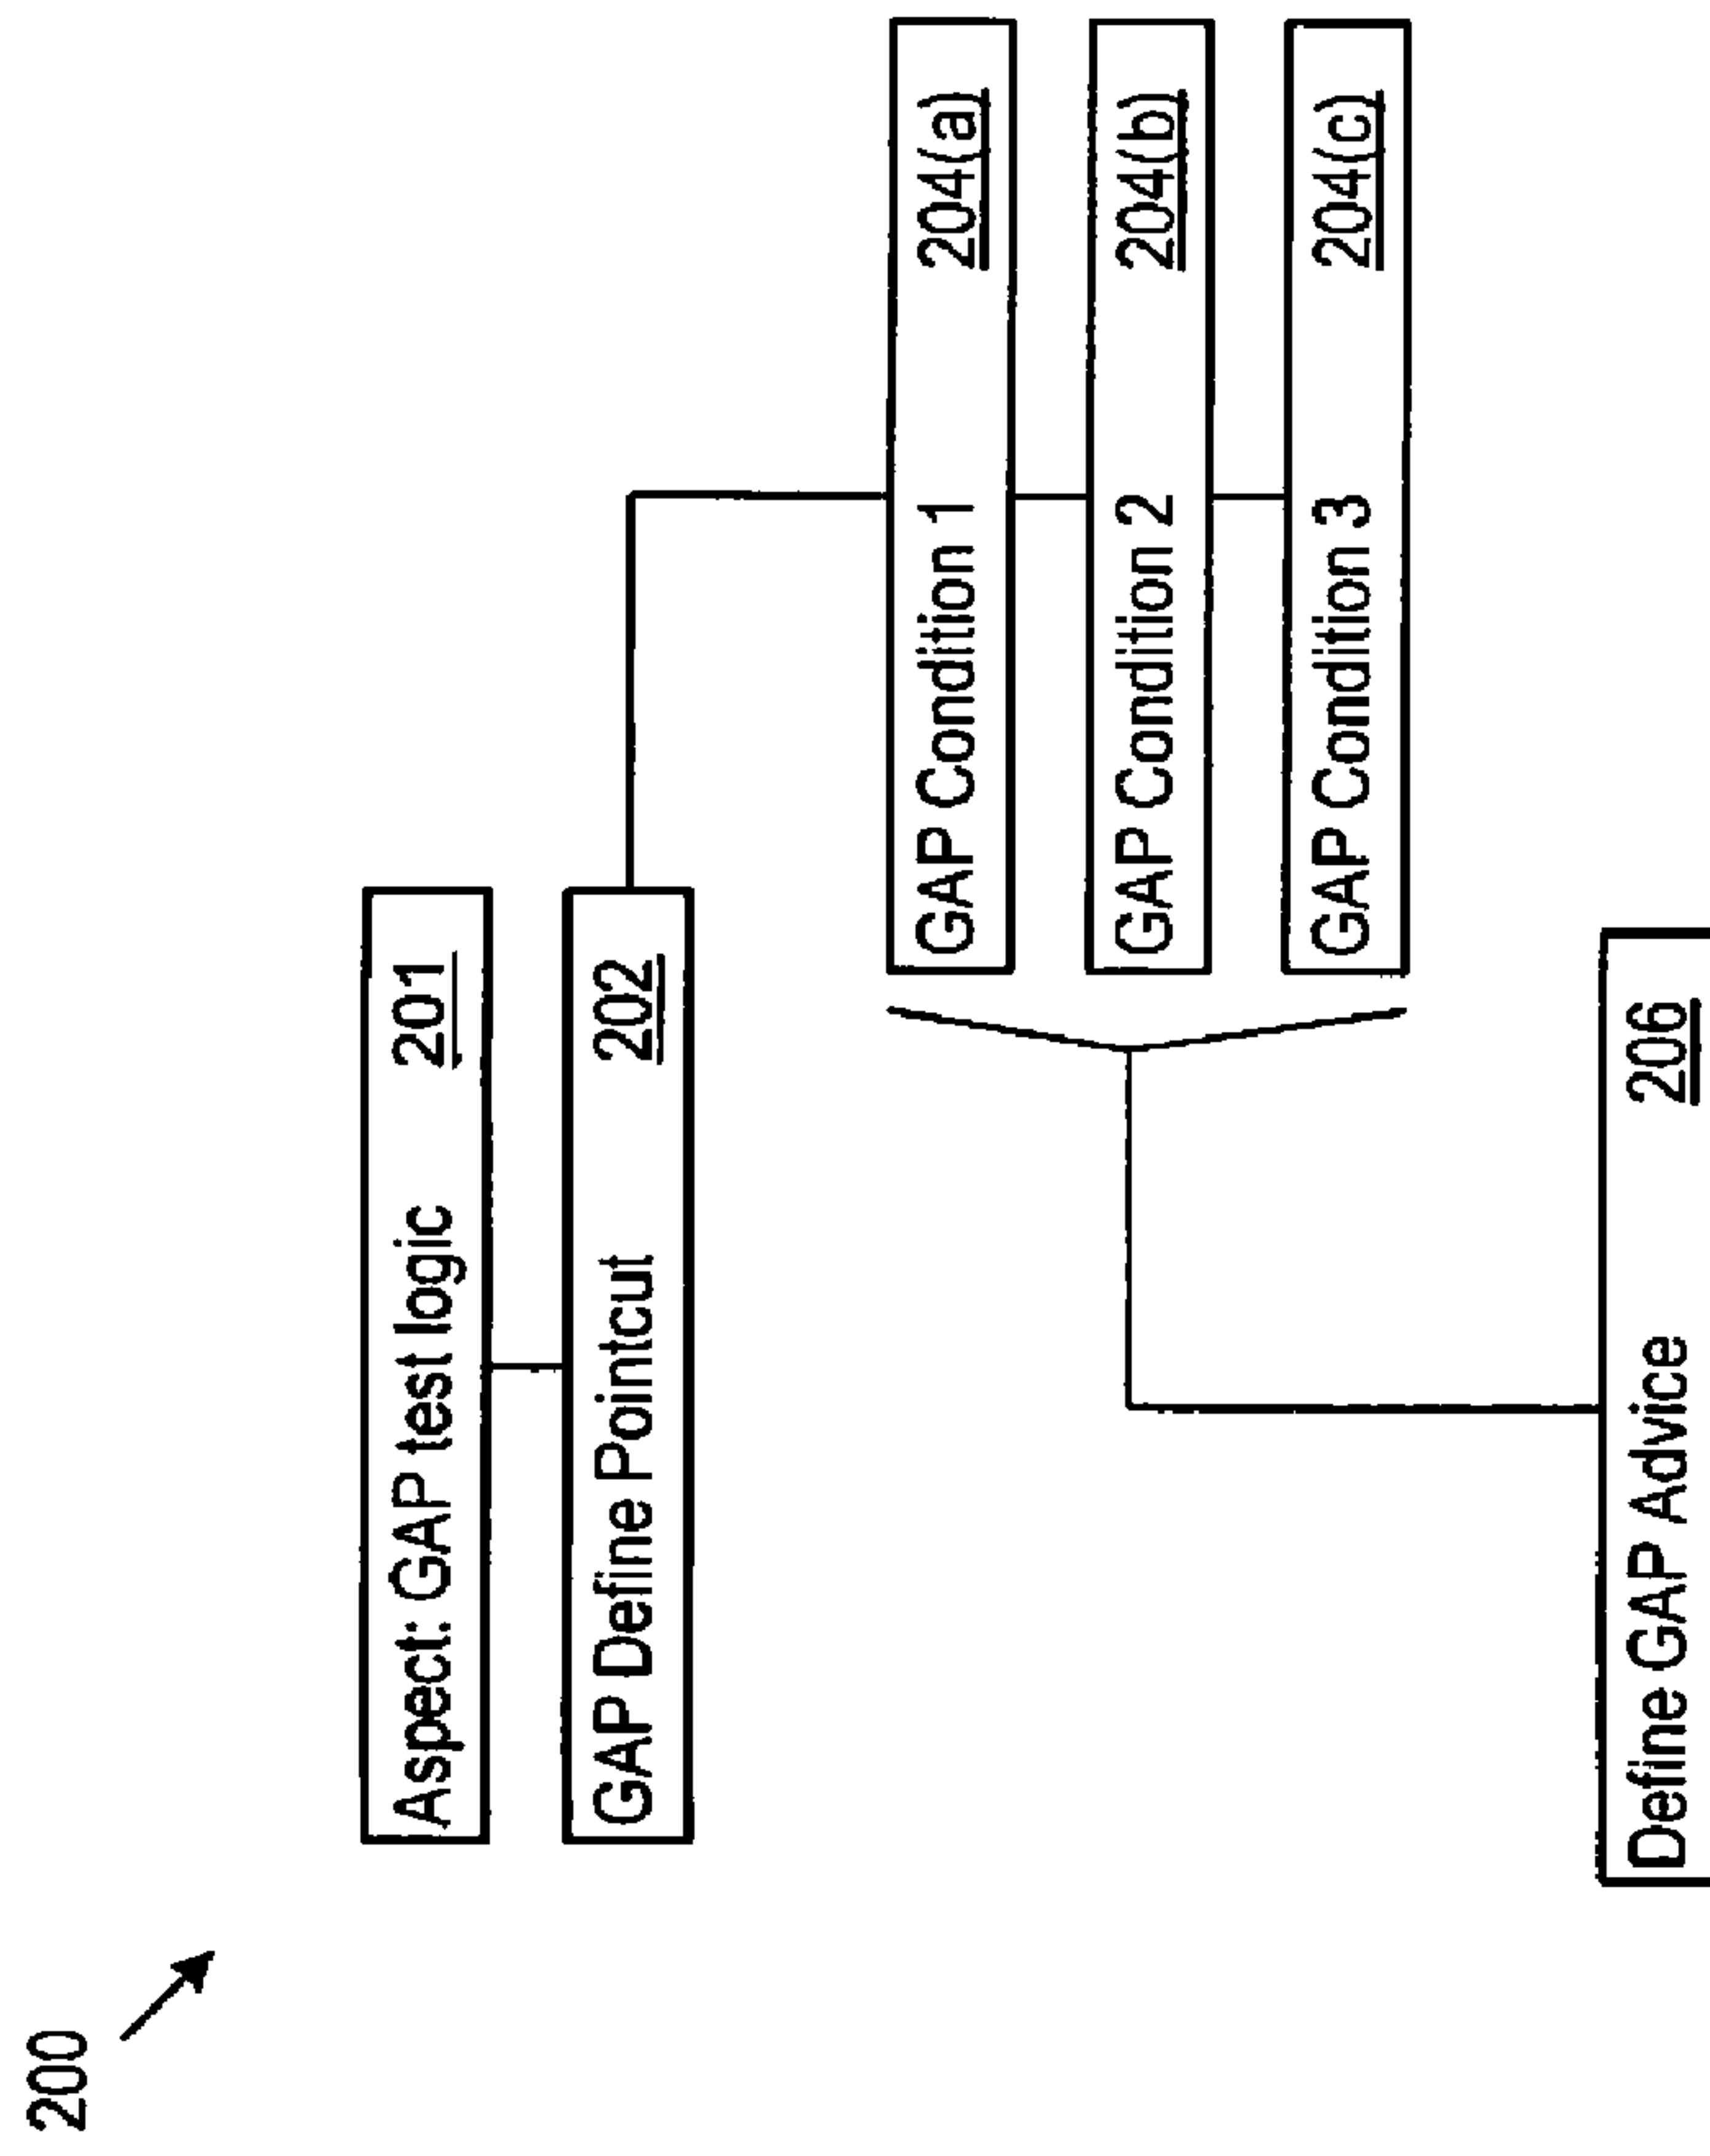 200
Aspect: GAP test logic 201
GAP Define Pointcut 202
GAP Condition 1 204(a)
GAP Condition 2 204(b)
GAP Condition 3 204(c)
Define GAP Advice 206